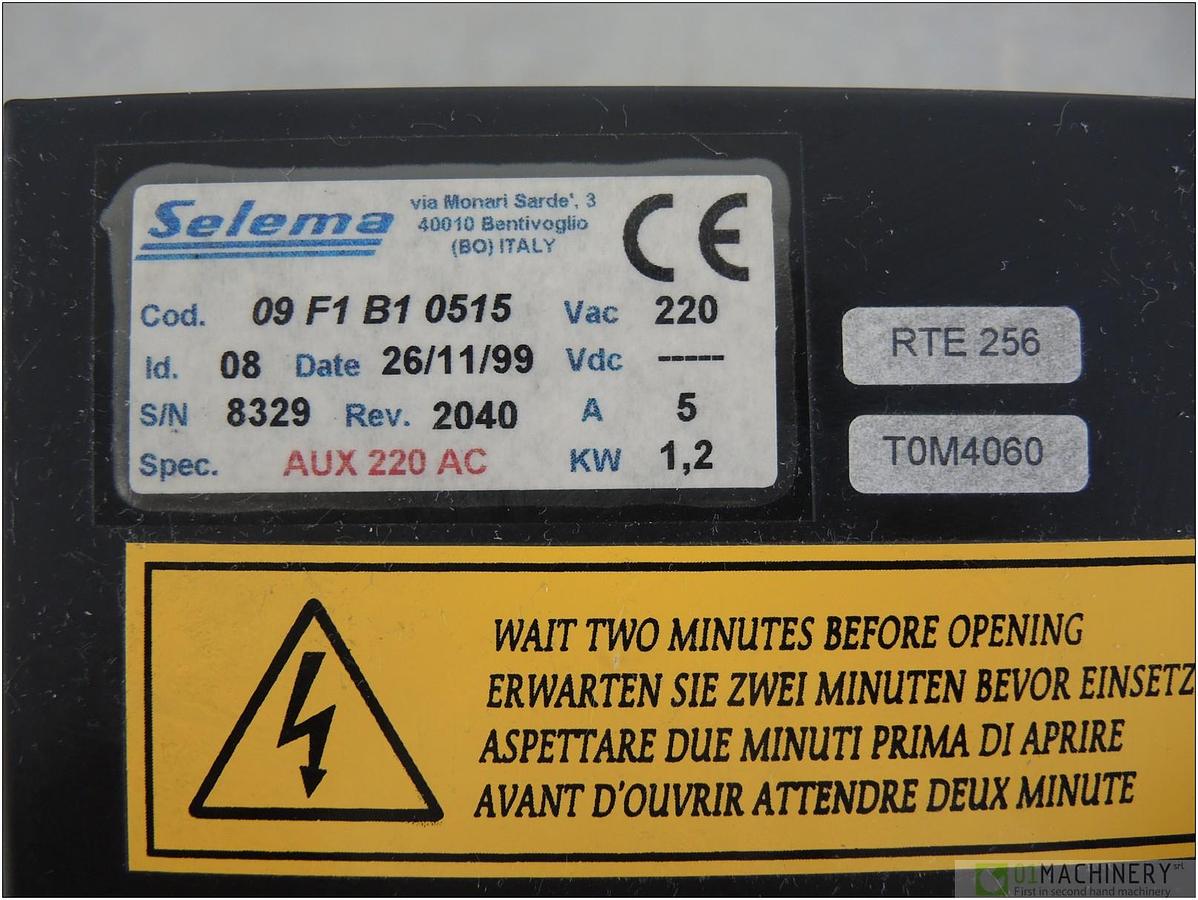 Selema
via Monari Sarde', 3
40010 Bentivoglio
(BO) ITALY
CE
Cod. 09 F1 B1 0515 Vac 220
Id. 08 Date 26/11/99 Vdc -----
S/N 8329 Rev. 2040 A 5
Spec. AUX 220 AC KW 1,2
RTE 256
T0M4060
WAIT TWO MINUTES BEFORE OPENING
ERWARTEN SIE ZWEI MINUTEN BEVOR EINSETZ
ASPETTARE DUE MINUTI PRIMA DI APRIRE
AVANT D'OUVRIR ATTENDRE DEUX MINUTE
01MACHINERY srl
First in second hand machinery